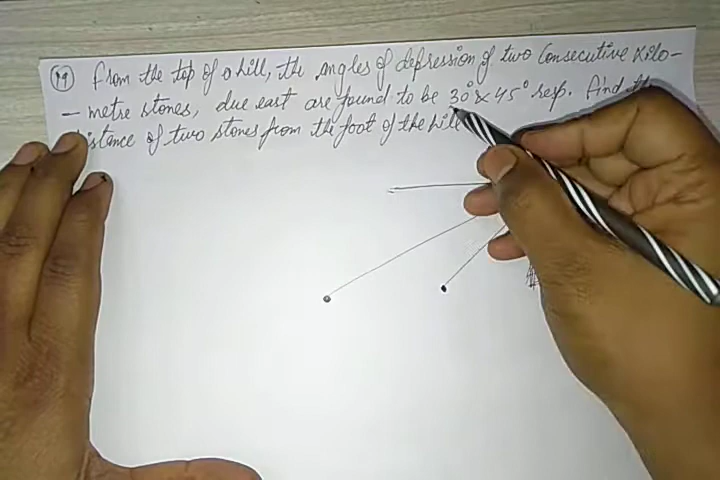 19 from the top of a hill, the angles of depression of two Consecutive Kilo-
- metre stones, due east are found to be 30° & 45° resp. find the
distance of two stones from the foot of the hill